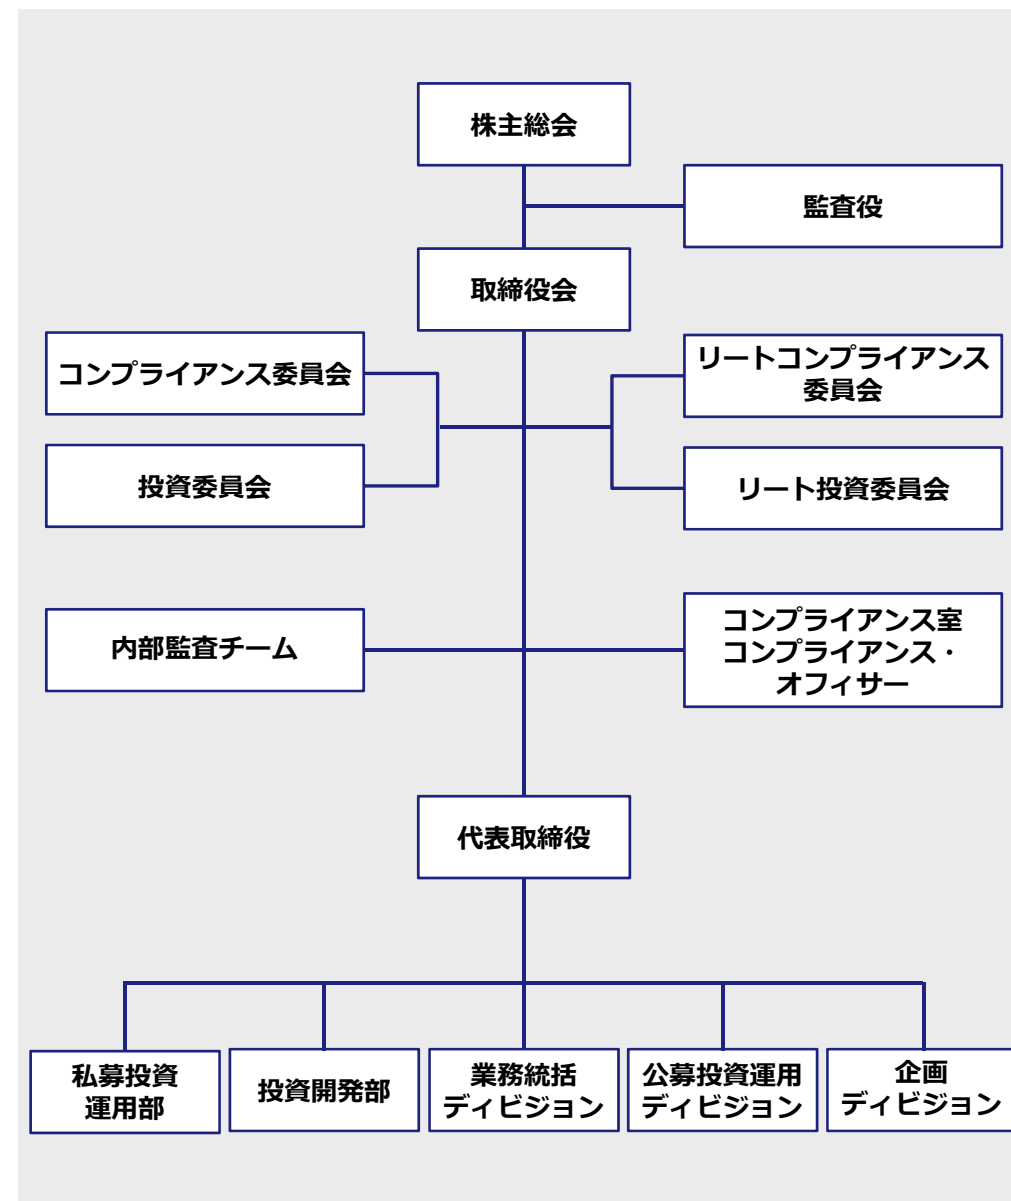 株主総会
監査役
取締役会
コンプライアンス委員会
リートコンプライアンス
委員会
投資委員会
リート投資委員会
内部監査チーム
コンプライアンス室
コンプライアンス・
オフィサー
代表取締役
私募投資
運用部
投資開発部
業務統括
ディビジョン
公募投資運用
ディビジョン
企画
ディビジョン